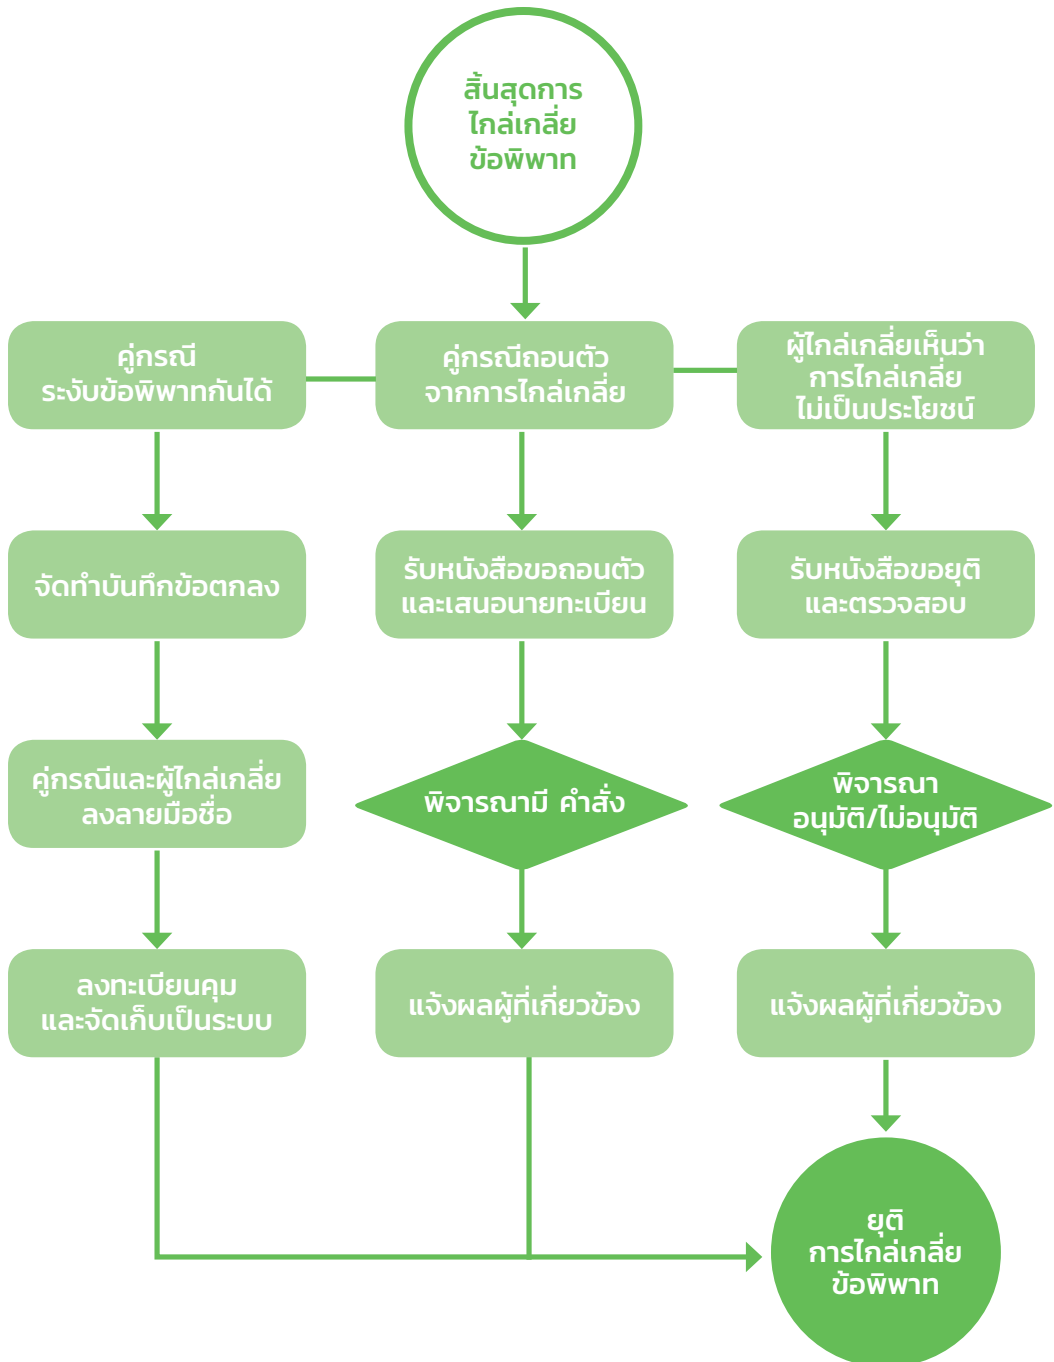 สิ้นสุดการ
ไกล่เกลี่ย
ข้อพิพาท
คู่กรณี
ระงับข้อพิพาทกันได้
คู่กรณีถอนตัว
จากการไกล่เกลี่ย
ผู้ไกล่เกลี่ยเห็นว่า
การไกล่เกลี่ย
ไม่เป็นประโยชน์
จัดทำบันทึกข้อตกลง
รับหนังสือขอถอนตัว
และเสนอนายทะเบียน
รับหนังสือขอยุติ
และตรวจสอบ
คู่กรณีและผู้ไกล่เกลี่ย
ลงลายมือชื่อ
พิจารณามี คำสั่ง
พิจารณา
อนุมัติ/ไม่อนุมัติ
ลงทะเบียนคุม
และจัดเก็บเป็นระบบ
แจ้งผลผู้ที่เกี่ยวข้อง
แจ้งผลผู้ที่เกี่ยวข้อง
ยุติ
การไกล่เกลี่ย
ข้อพิพาท